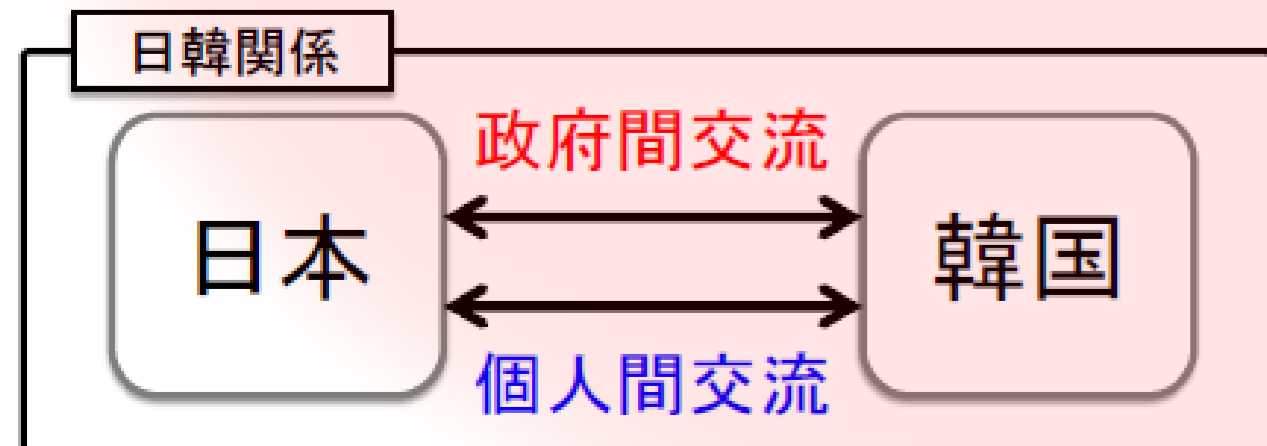 日韓関係
政府間交流
日本
韓国
個人間交流